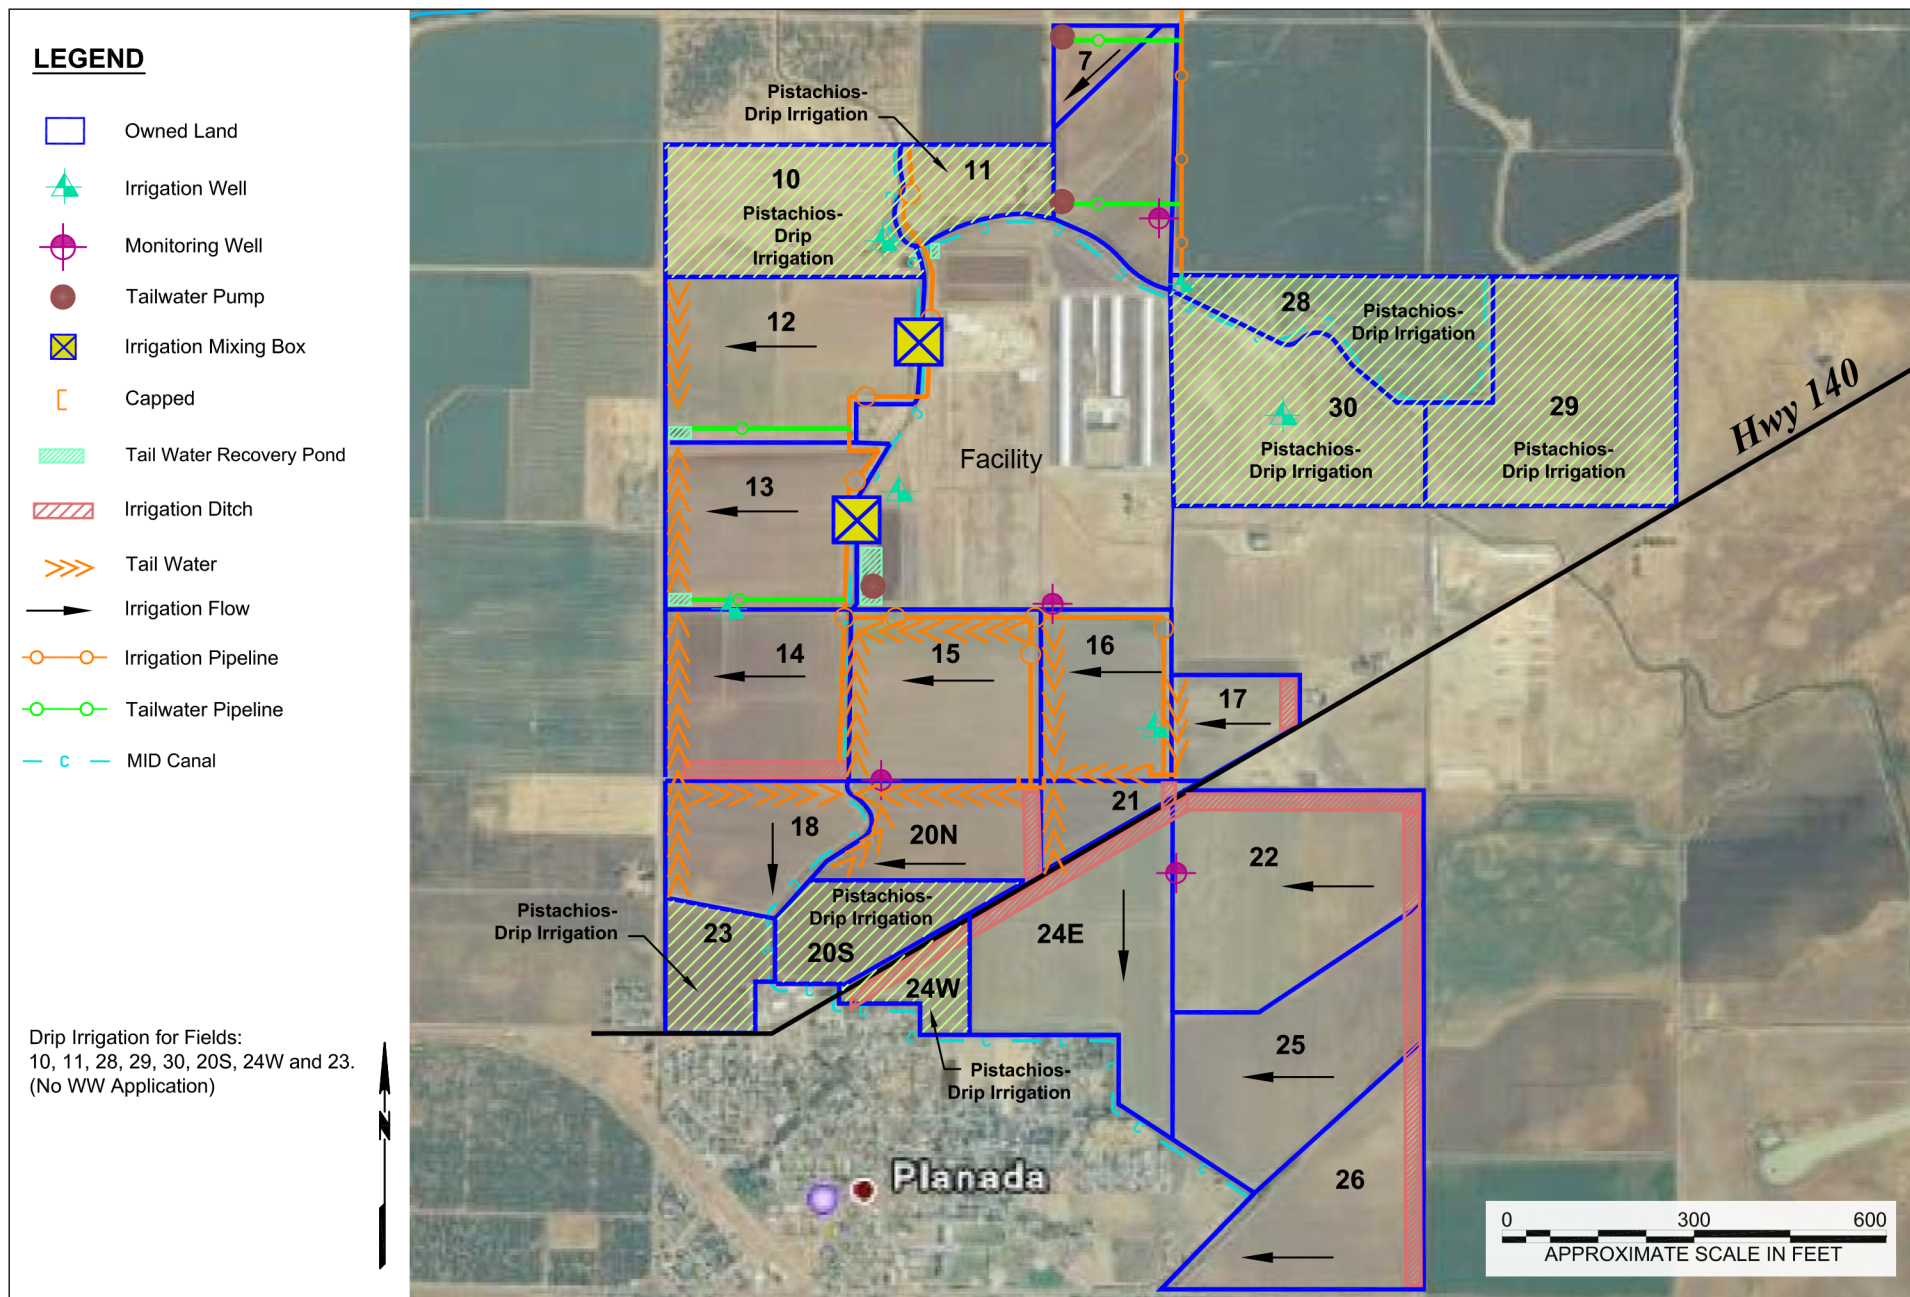 LEGEND
Owned Land
Irrigation Well
Monitoring Well
Tailwater Pump
Irrigation Mixing Box
Capped
Tail Water Recovery Pond
Irrigation Ditch
Tail Water
Irrigation Flow
Irrigation Pipeline
Tailwater Pipeline
C
MID Canal
Drip Irrigation for Fields:
10, 11, 28, 29, 30, 20S, 24W and 23.
(No WW Application)
N
7
Pistachios-
Drip Irrigation
11
10
Pistachios-
Drip
Irrigation
28
Pistachios-
Drip Irrigation
12
30
Pistachios-
Drip Irrigation
29
Pistachios-
Drip Irrigation
Hwy 140
Facility
13
14
15
16
17
18
20N
21
22
Pistachios-
Drip Irrigation
20S
Pistachios-
Drip Irrigation
23
24W
24E
Pistachios-
Drip Irrigation
25
26
Planada
0 300 600
APPROXIMATE SCALE IN FEET